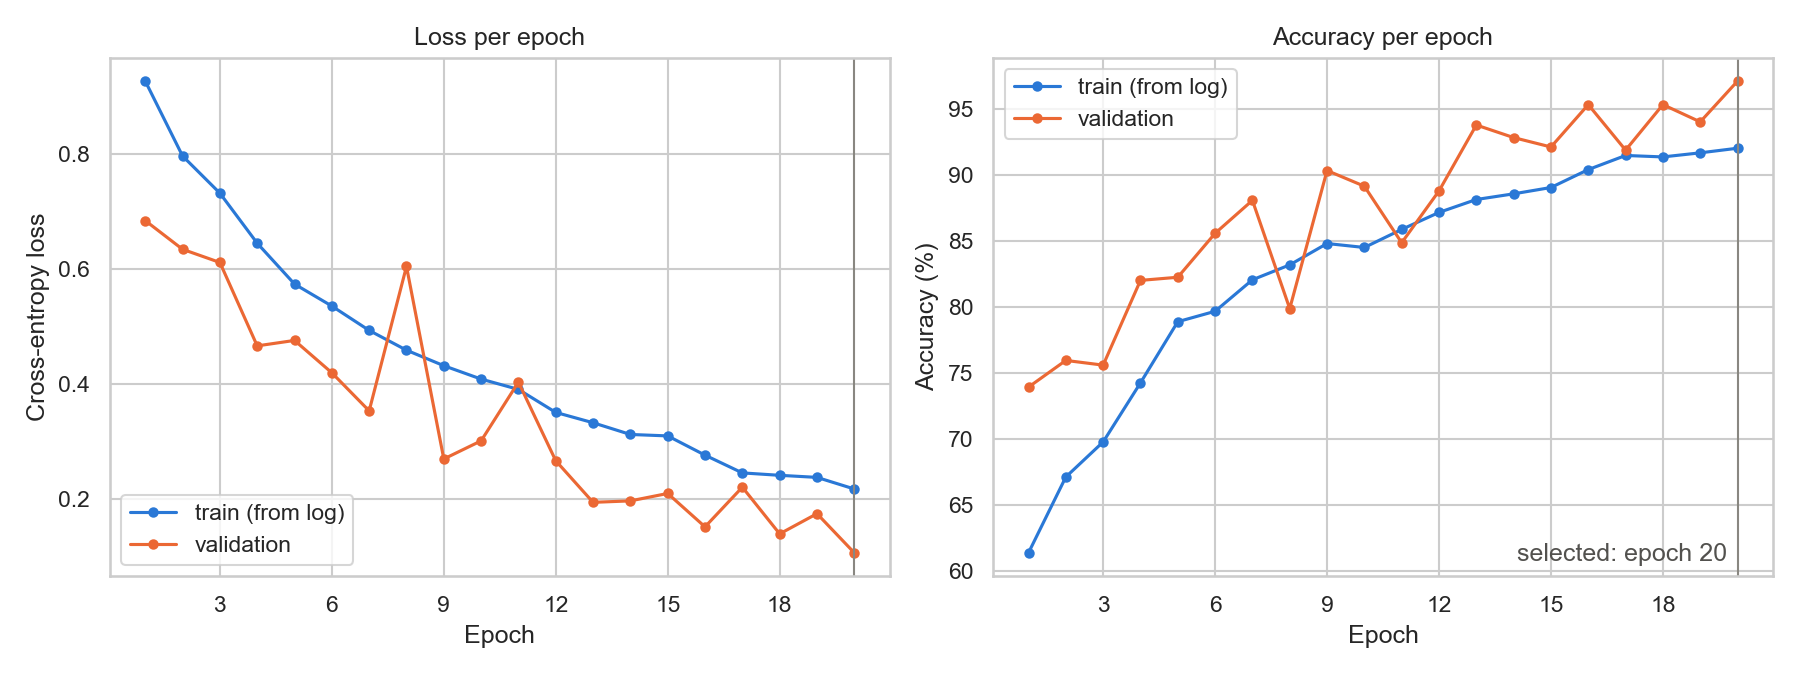 Loss per epoch
Cross-entropy loss
0.8
0.6
0.4
0.2
train (from log)
validation
3 6 9 12 15 18
Epoch
Accuracy per epoch
Accuracy (%)
train (from log)
validation
95
90
85
80
75
70
65
60
selected: epoch 20
3 6 9 12 15 18
Epoch